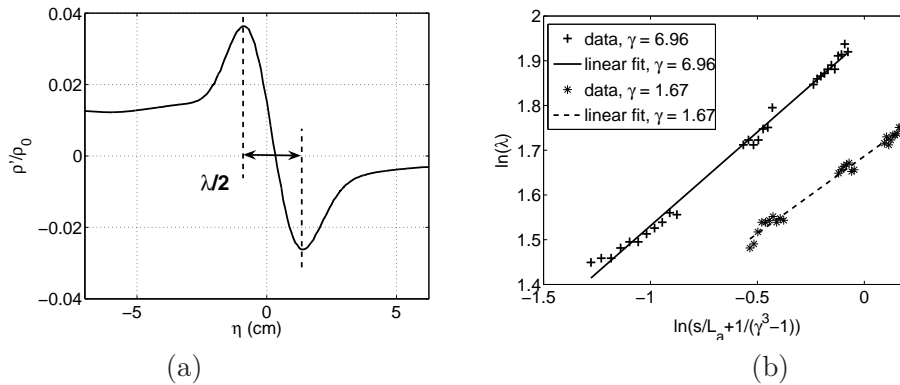 0.04
0.02
0
−0.02
−0.04
ρ'/ρ0
λ/2
−5
0
5
η (cm)
(a)
2
1.9
1.8
1.7
1.6
1.5
1.4
ln(λ)
data, γ = 6.96
linear fit, γ = 6.96
data, γ = 1.67
linear fit, γ = 1.67
−1.5
−1
−0.5
0
ln(s/La+1/(γ3−1))
(b)